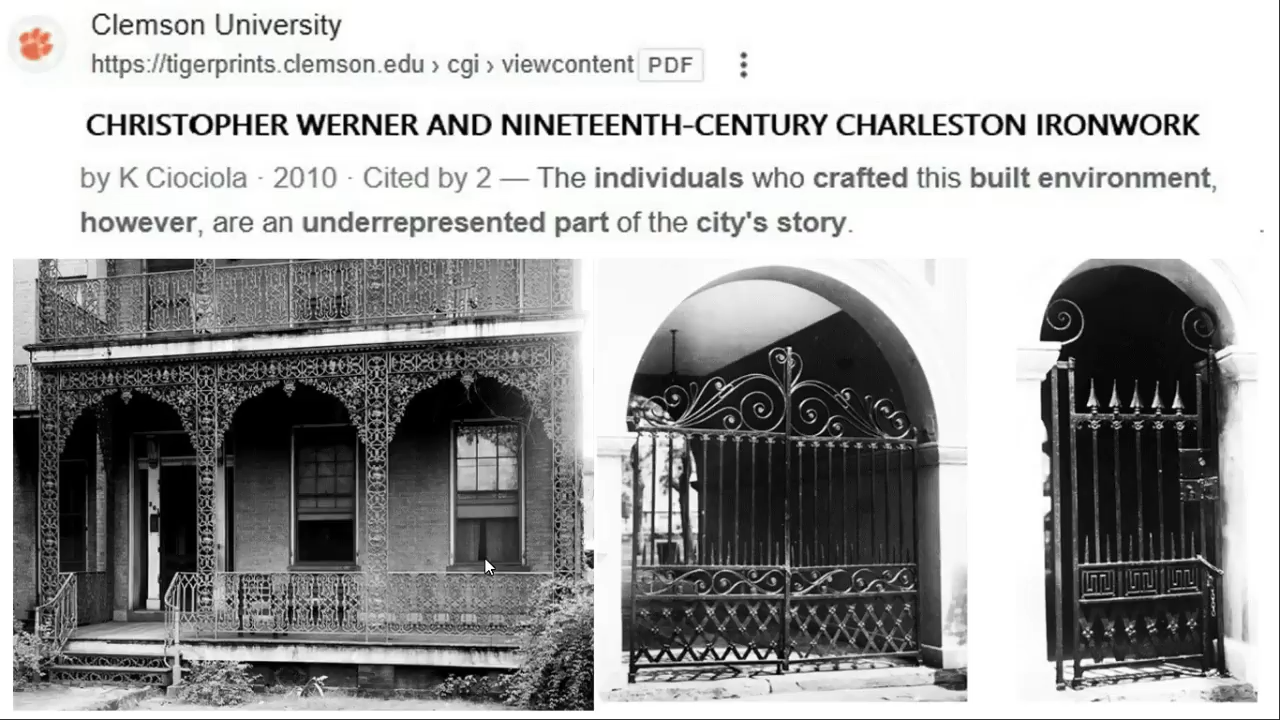 Clemson University
https://tigerprints.clemson.edu › cgi › viewcontent PDF
CHRISTOPHER WERNER AND NINETEENTH-CENTURY CHARLESTON IRONWORK
by K Ciociola · 2010 · Cited by 2 — The individuals who crafted this built environment,
however, are an underrepresented part of the city's story.